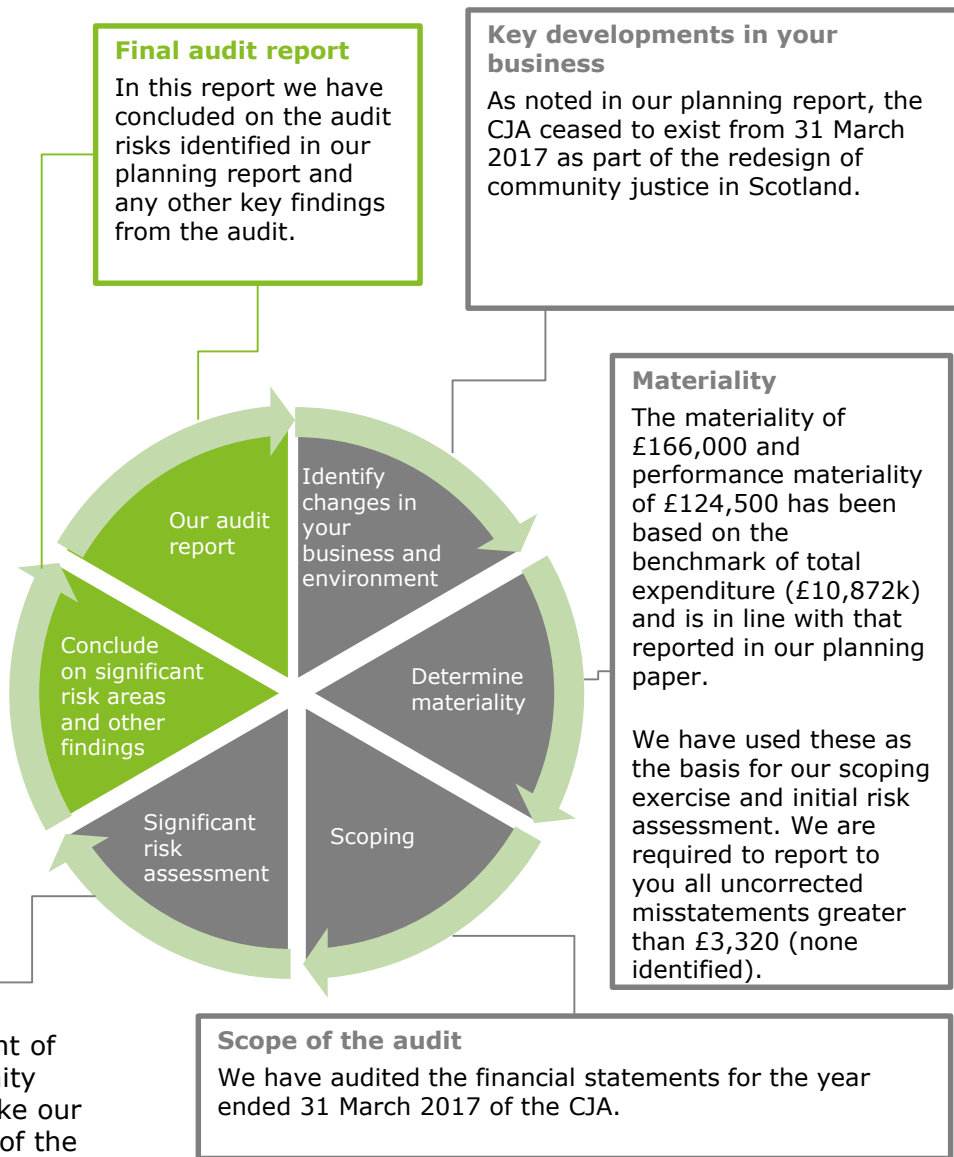 Final audit report
In this report we have
concluded on the audit
risks identified in our
planning report and
any other key findings
from the audit.
Key developments in your
business
As noted in our planning report, the
CJA ceased to exist from 31 March
2017 as part of the redesign of
community justice in Scotland.
Materiality
The materiality of
£166,000 and
performance materiality
of £124,500 has been
based on the
benchmark of total
expenditure (£10,872k)
and is in line with that
reported in our planning
paper.
We have used these as
the basis for our scoping
exercise and initial risk
assessment. We are
required to report to
you all uncorrected
misstatements greater
than £3,320 (none
identified).
Our audit
report
Identify
changes in
your
business and
environment
Conclude
on significant
risk areas
and other
findings
Determine
materiality
Significant
risk
assessment
Scoping
Scope of the audit
We have audited the financial statements for the year
ended 31 March 2017 of the CJA.
of
of the
our